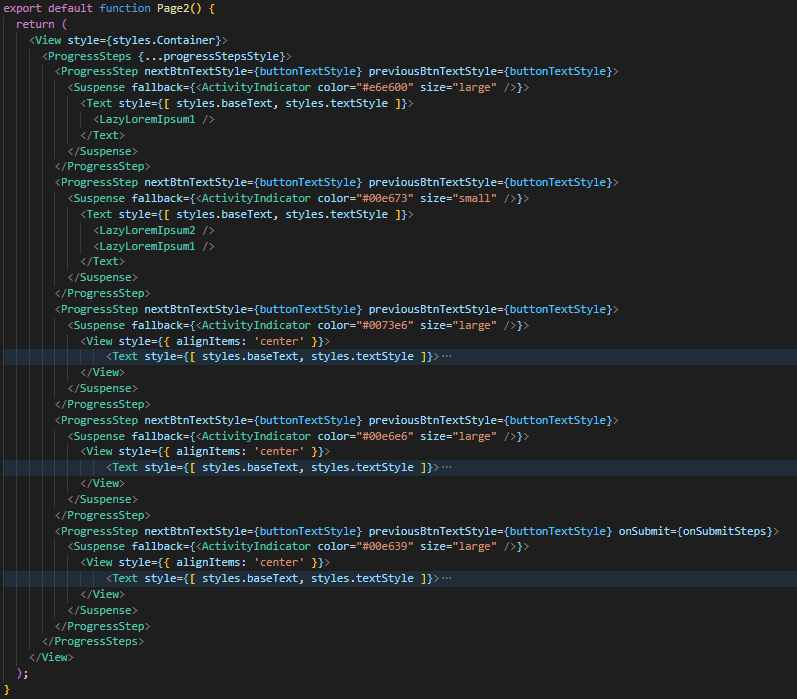 export default function Page2() {
  return (
    <View style={styles.Container}>
      <ProgressSteps {...progressStepsStyle}>
        <ProgressStep nextBtnTextStyle={buttonTextStyle} previousBtnTextStyle={buttonTextStyle}>
          <Suspense fallback={<ActivityIndicator color="#e6e600" size="large" />}>
            <Text style={[ styles.baseText, styles.textStyle ]}>
              <LazyLoremIpsum1 />
            </Text>
          </Suspense>
        </ProgressStep>
        <ProgressStep nextBtnTextStyle={buttonTextStyle} previousBtnTextStyle={buttonTextStyle}>
          <Suspense fallback={<ActivityIndicator color="#00e673" size="small" />}>
            <Text style={[ styles.baseText, styles.textStyle ]}>
              <LazyLoremIpsum2 />
              <LazyLoremIpsum1 />
            </Text>
          </Suspense>
        </ProgressStep>
        <ProgressStep nextBtnTextStyle={buttonTextStyle} previousBtnTextStyle={buttonTextStyle}>
          <Suspense fallback={<ActivityIndicator color="#0073e6" size="large" />}>
            <View style={{ alignItems: 'center' }}>
                <Text style={[ styles.baseText, styles.textStyle ]}>···
            </View>
          </Suspense>
        </ProgressStep>
        <ProgressStep nextBtnTextStyle={buttonTextStyle} previousBtnTextStyle={buttonTextStyle}>
          <Suspense fallback={<ActivityIndicator color="#00e6e6" size="large" />}>
            <View style={{ alignItems: 'center' }}>
                <Text style={[ styles.baseText, styles.textStyle ]}>···
            </View>
          </Suspense>
        </ProgressStep>
        <ProgressStep nextBtnTextStyle={buttonTextStyle} previousBtnTextStyle={buttonTextStyle} onSubmit={onSubmitSteps}>
          <Suspense fallback={<ActivityIndicator color="#00e639" size="large" />}>
            <View style={{ alignItems: 'center' }}>
                <Text style={[ styles.baseText, styles.textStyle ]}>···
            </View>
          </Suspense>
        </ProgressStep>
      </ProgressSteps>
    </View>
  );
}